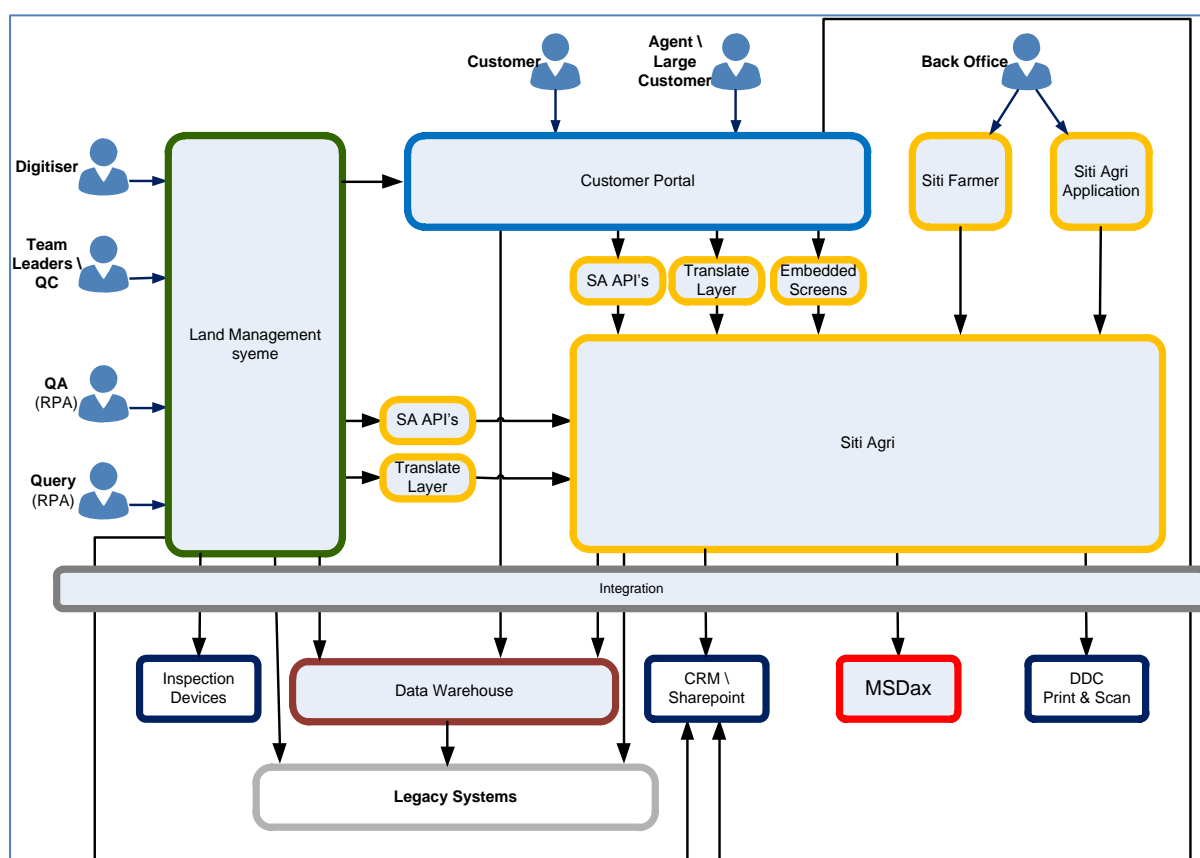 Customer
Agent \
Large
Customer
Back Office
Digitiser
Customer Portal
Siti Farmer
Siti Agri
Application
Team
Leaders \
QC
SA API's
Translate
Layer
Embedded
Screens
Land Management
syeme
QA
(RPA)
SA API's
Siti Agri
Query
(RPA)
Translate
Layer
Integration
Inspection
Devices
Data Warehouse
CRM \
Sharepoint
MSDax
DDC
Print & Scan
Legacy Systems